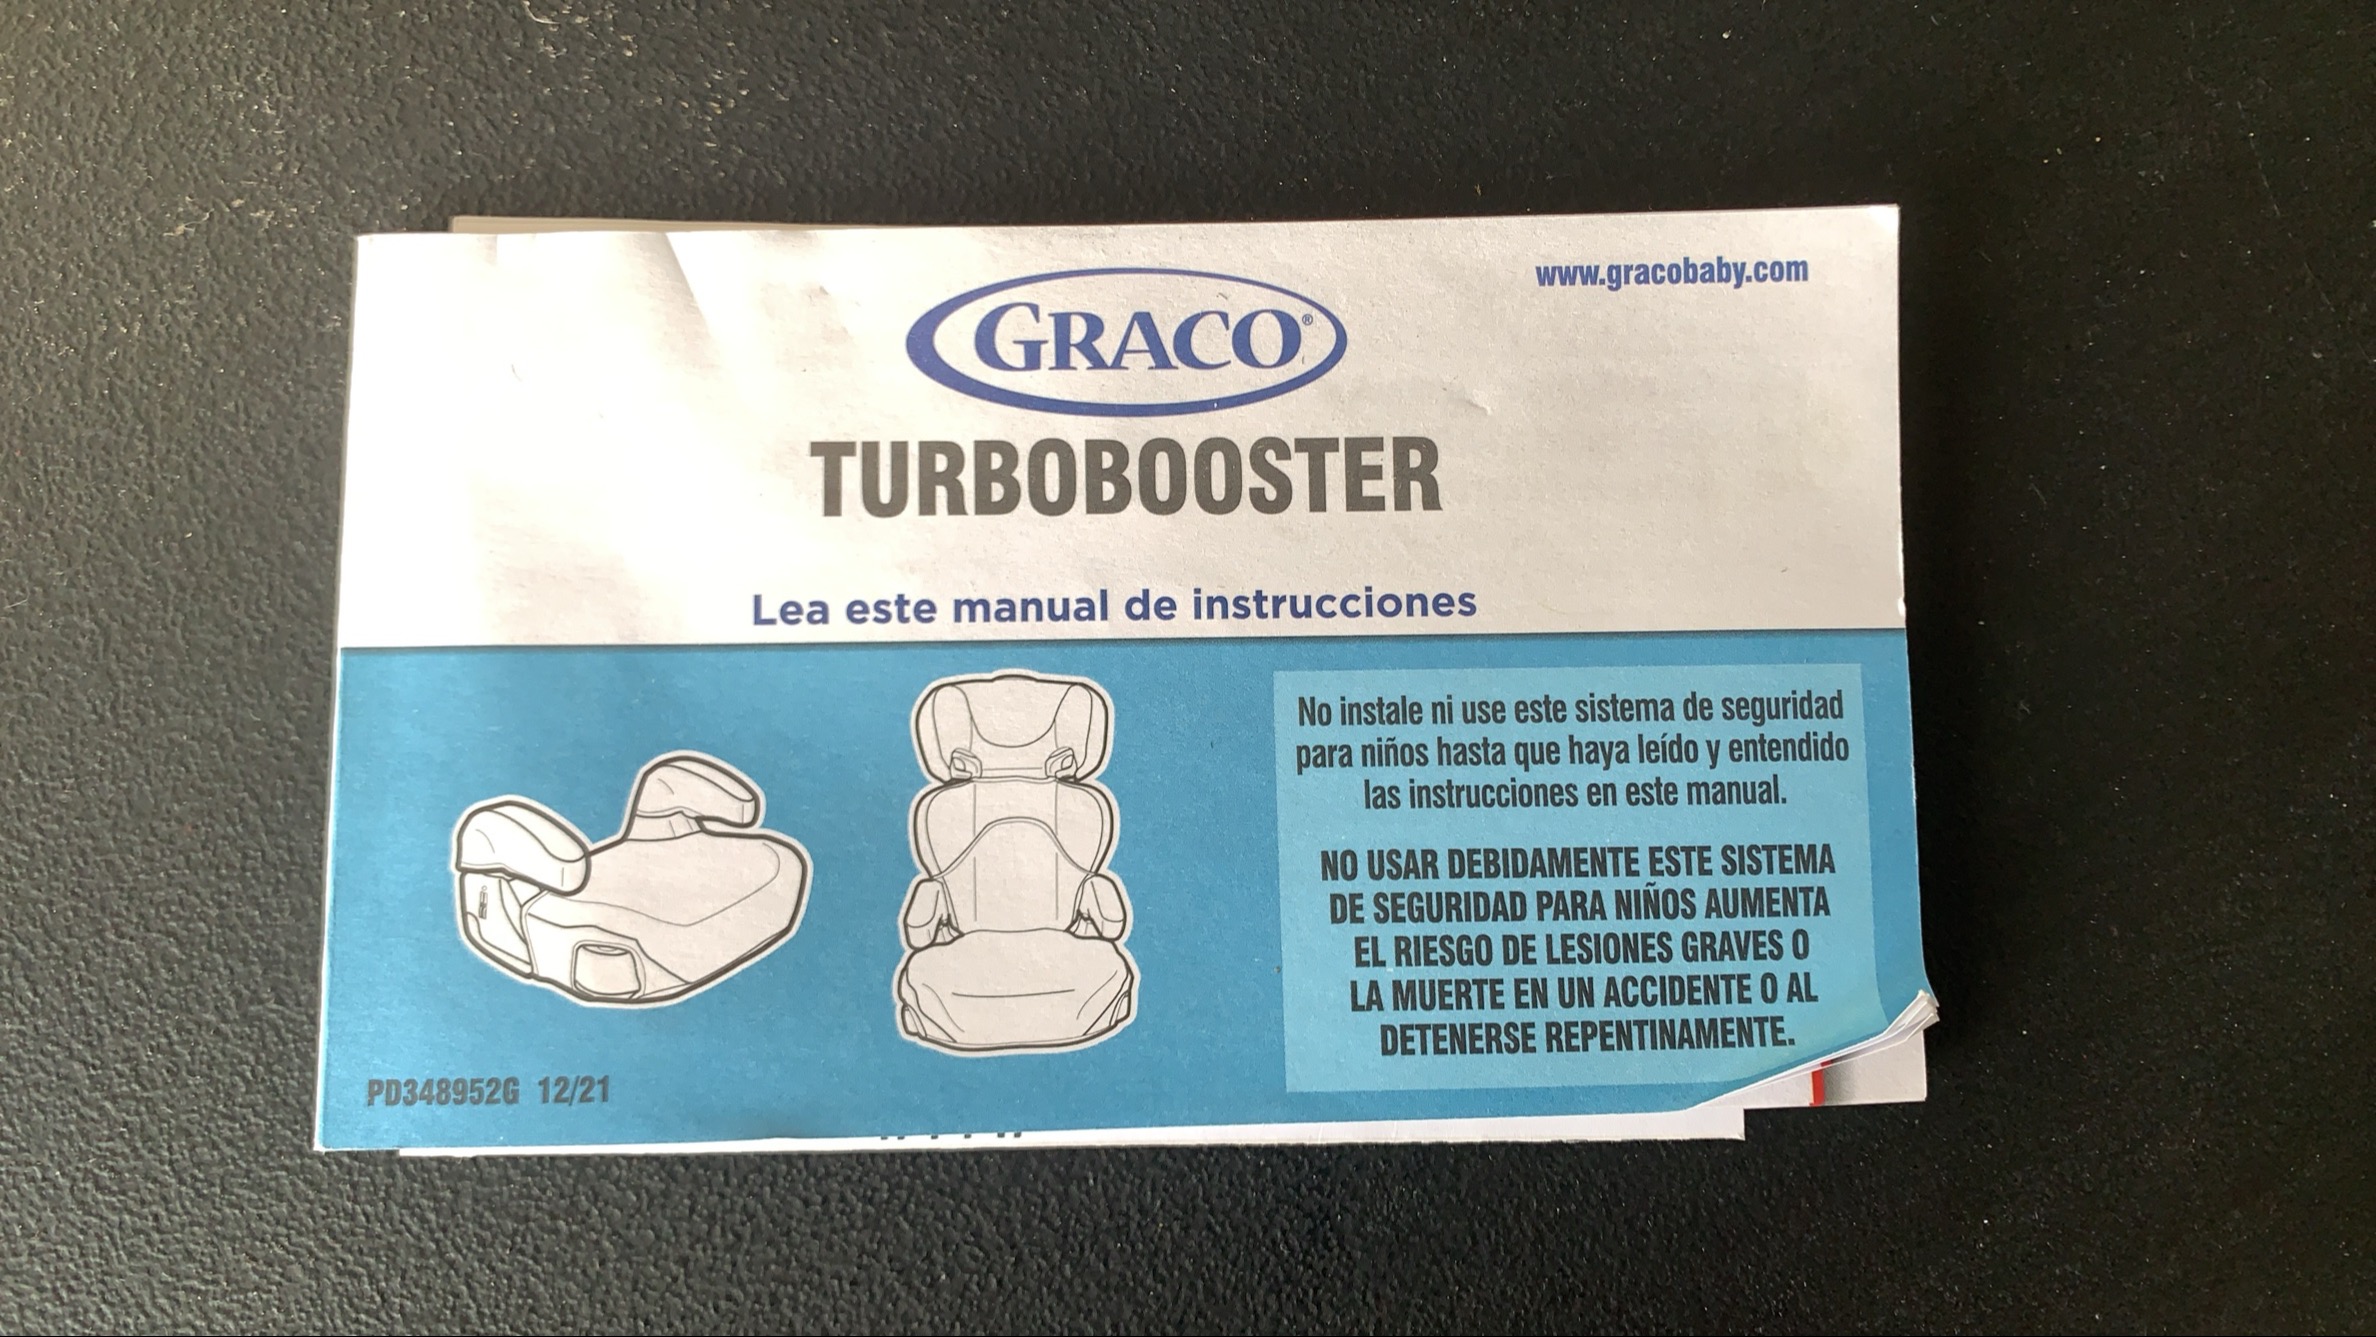 www.gracobaby.com
GRACO®
TURBOBOOSTER
Lea este manual de instrucciones
No instale ni use este sistema de seguridad
para niños hasta que haya leído y entendido
las instrucciones en este manual.
NO USAR DEBIDAMENTE ESTE SISTEMA
DE SEGURIDAD PARA NIÑOS AUMENTA
EL RIESGO DE LESIONES GRAVES O
LA MUERTE EN UN ACCIDENTE O AL
DETENERSE REPENTINAMENTE.
PD348952G 12/21